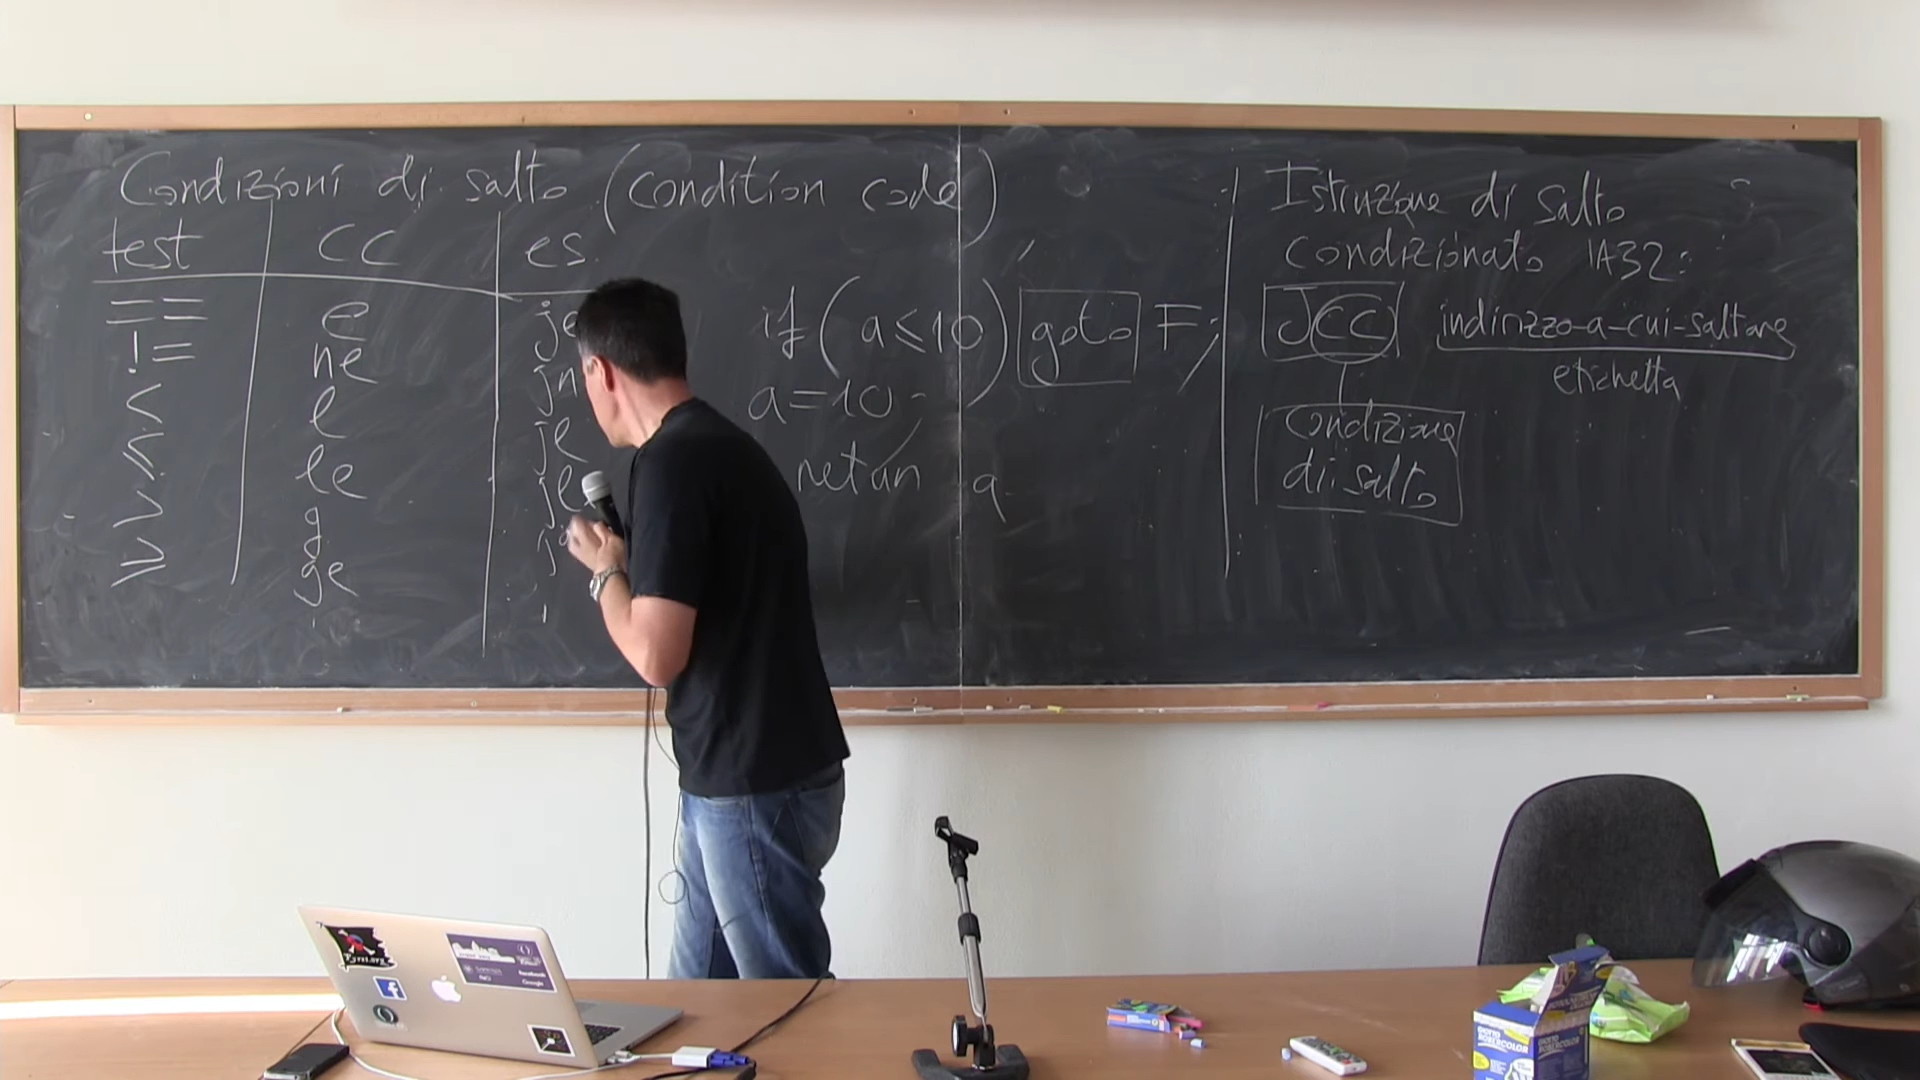 Condizioni di salto (condition code)
test CC es.
== e je
!= ne jn
< l jl
≤ le jle
> g jg
≥ ge
if (a≤10) goto F;
a=10;
return a
Istruzione di salto
condizionato IA32:
JCC indirizzo-a-cui-saltare
etichetta
condizione
di salto